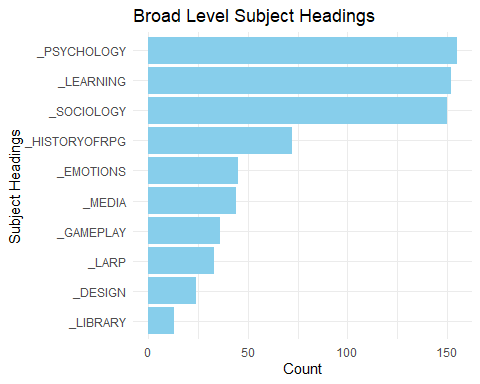 Broad Level Subject Headings
Subject Headings
_PSYCHOLOGY
_LEARNING
_SOCIOLOGY
_HISTORYOFRPG
_EMOTIONS
_MEDIA
_GAMEPLAY
_LARP
_DESIGN
_LIBRARY
0 50 100 150
Count